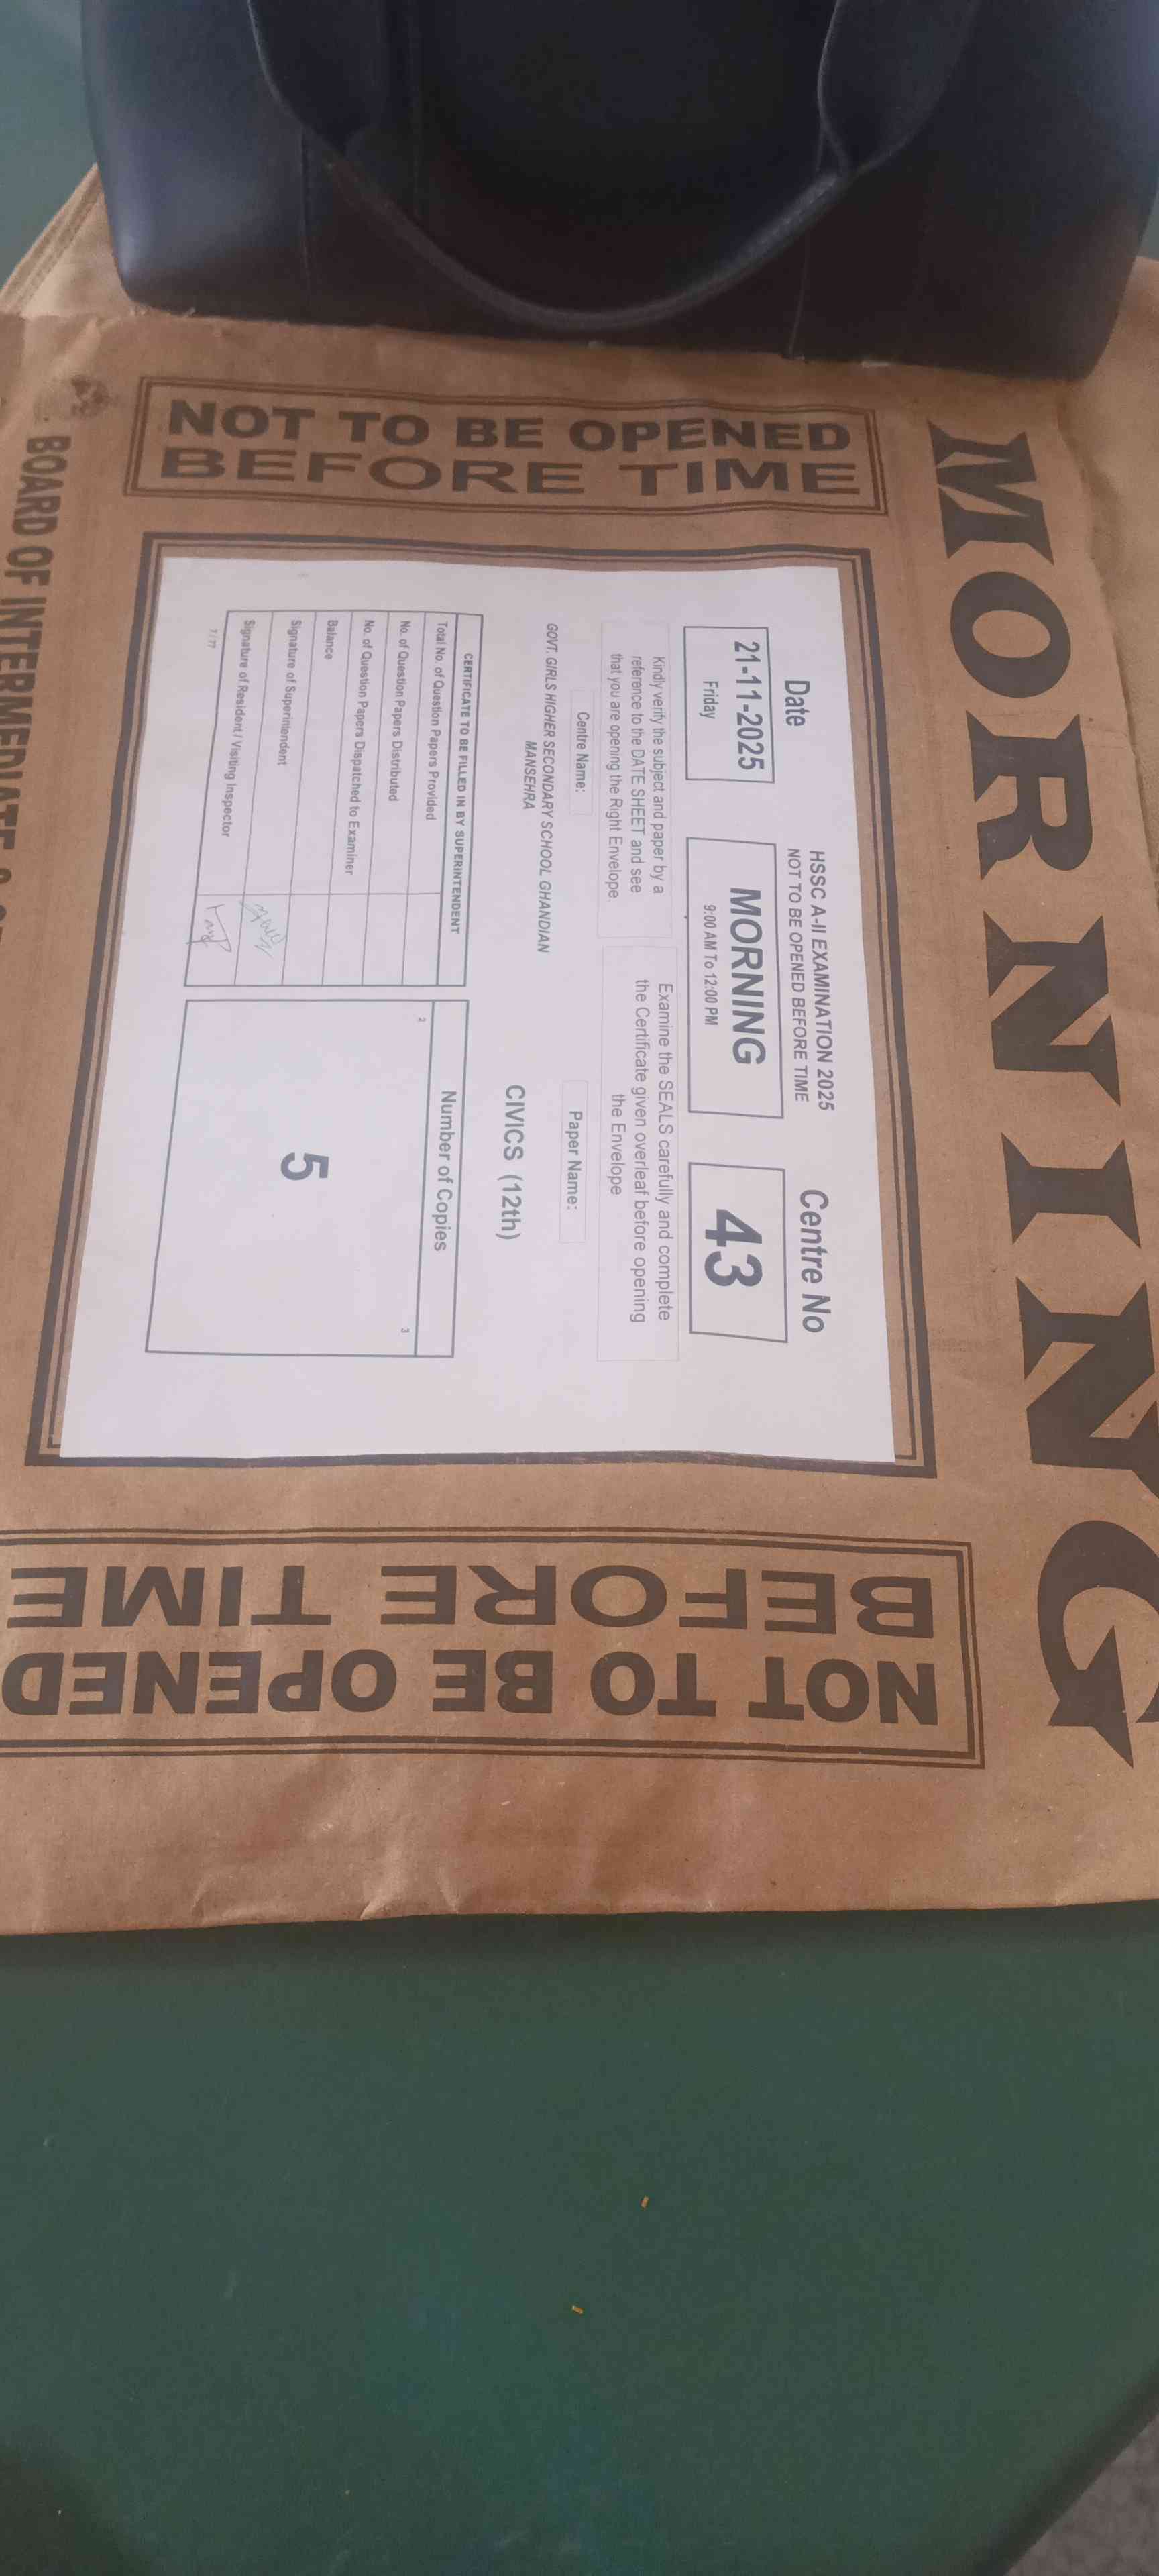 MORNING
NOT TO BE OPENED
BEFORE TIME
HSSC A-II EXAMINATION 2025
NOT TO BE OPENED BEFORE TIME
Date
21-11-2025
Friday
MORNING
9:00 AM To 12:00 PM
Centre No
43
Kindly verify the subject and paper by a
reference to the DATE SHEET and see
that you are opening the Right Envelope.
Examine the SEALS carefully and complete
the Certificate given overleaf before opening
the Envelope
Centre Name:
GOVT. GIRLS HIGHER SECONDARY SCHOOL GHANDIAN
MANSEHRA
Paper Name:
CIVICS (12th)
CERTIFICATE TO BE FILLED IN BY SUPERINTENDENT
Total No. of Question Papers Provided
No. of Question Papers Distributed
No. of Question Papers Dispatched to Examiner
Balance
Signature of Superintendent
Signature of Resident / Visiting Inspector
1 / 77
Number of Copies
2
3
5
NOT TO BE OPENED
BEFORE TIME
BOARD OF INTERMEDIATE &